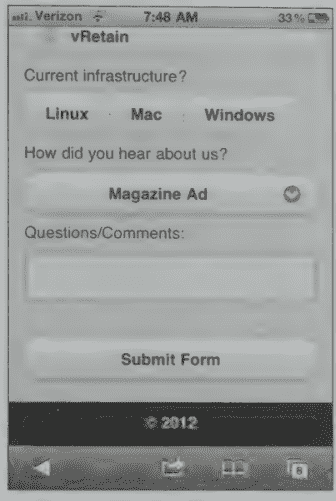 Verizon 7:48 AM 33%
vRetain
Current infrastructure?
Linux Mac Windows
How did you hear about us?
Magazine Ad
Questions/Comments:
Submit Form
© 2012
6